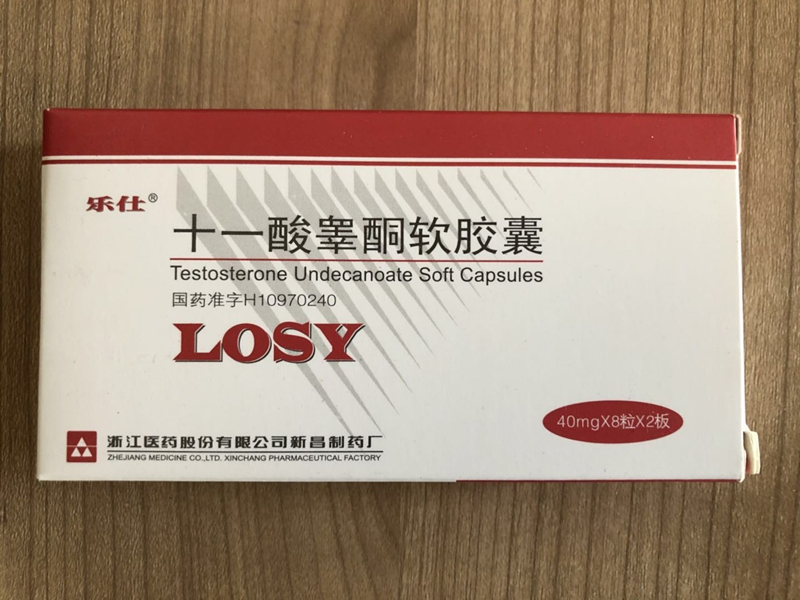 乐仕®
十一酸睾酮软胶囊
Testosterone Undecanoate Soft Capsules
国药准字H10970240
LOSY
40mgX8粒X2板
浙江医药股份有限公司新昌制药厂
ZHEJIANG MEDICINE CO.,LTD. XINCHANG PHARMACEUTICAL FACTORY